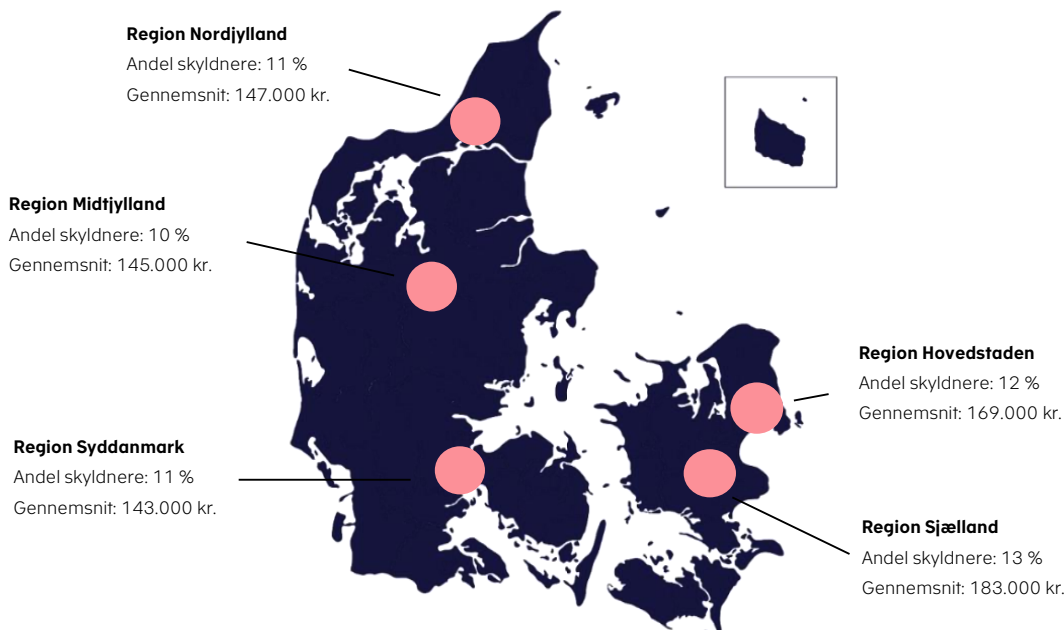 Region Nordjylland
Andel skyldnere: 11 %
Gennemsnit: 147.000 kr.
Region Midtjylland
Andel skyldnere: 10 %
Gennemsnit: 145.000 kr.
Region Hovedstaden
Andel skyldnere: 12 %
Gennemsnit: 169.000 kr.
Region Syddanmark
Andel skyldnere: 11 %
Gennemsnit: 143.000 kr.
Region Sjælland
Andel skyldnere: 13 %
Gennemsnit: 183.000 kr.